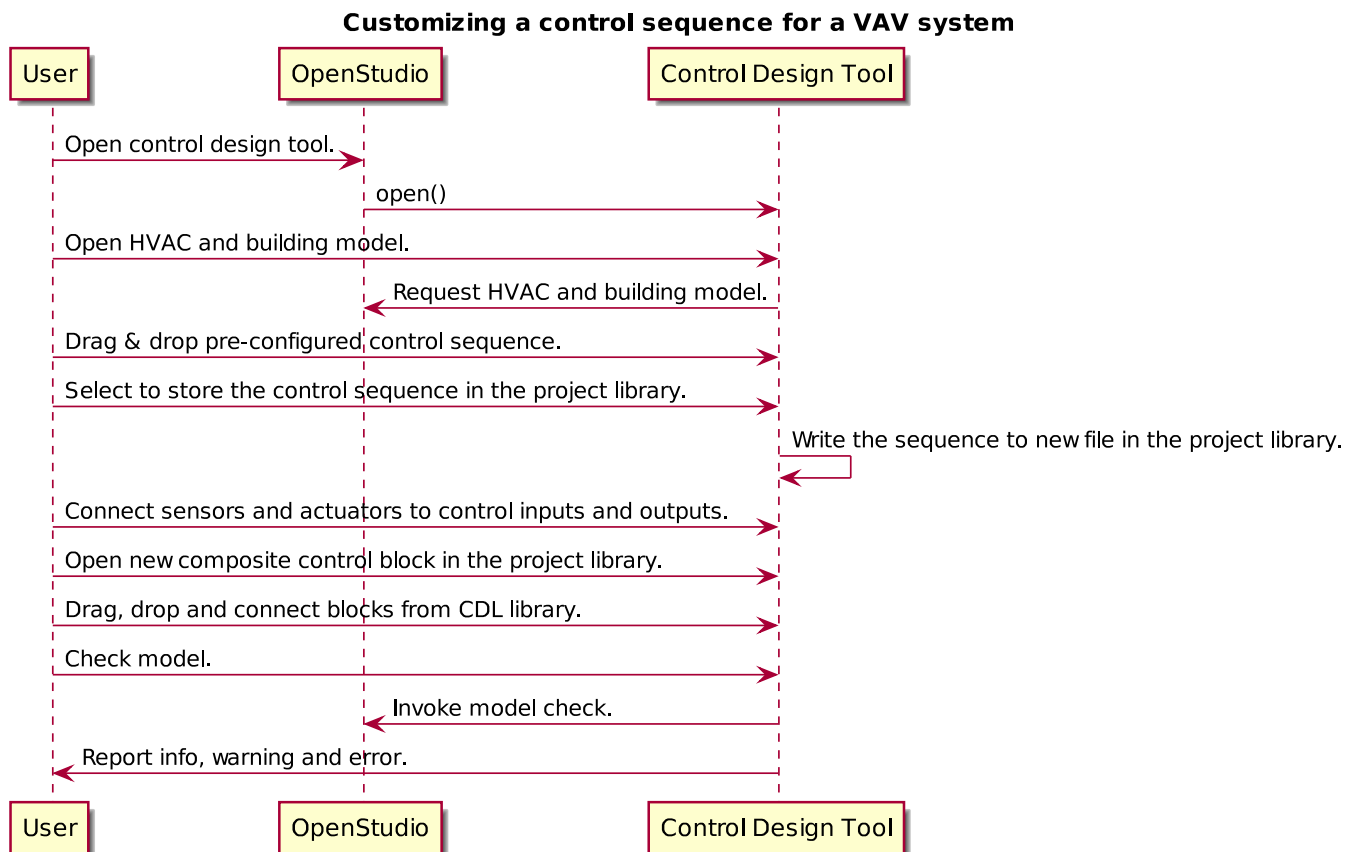 Customizing a control sequence for a VAV system
User
OpenStudio
Control Design Tool
Open control design tool.
open()
Open HVAC and building model.
Request HVAC and building model.
Drag & drop pre-configured control sequence.
Select to store the control sequence in the project library.
Write the sequence to new file in the project library.
Connect sensors and actuators to control inputs and outputs.
Open new composite control block in the project library.
Drag, drop and connect blocks from CDL library.
Check model.
Invoke model check.
Report info, warning and error.
User
OpenStudio
Control Design Tool